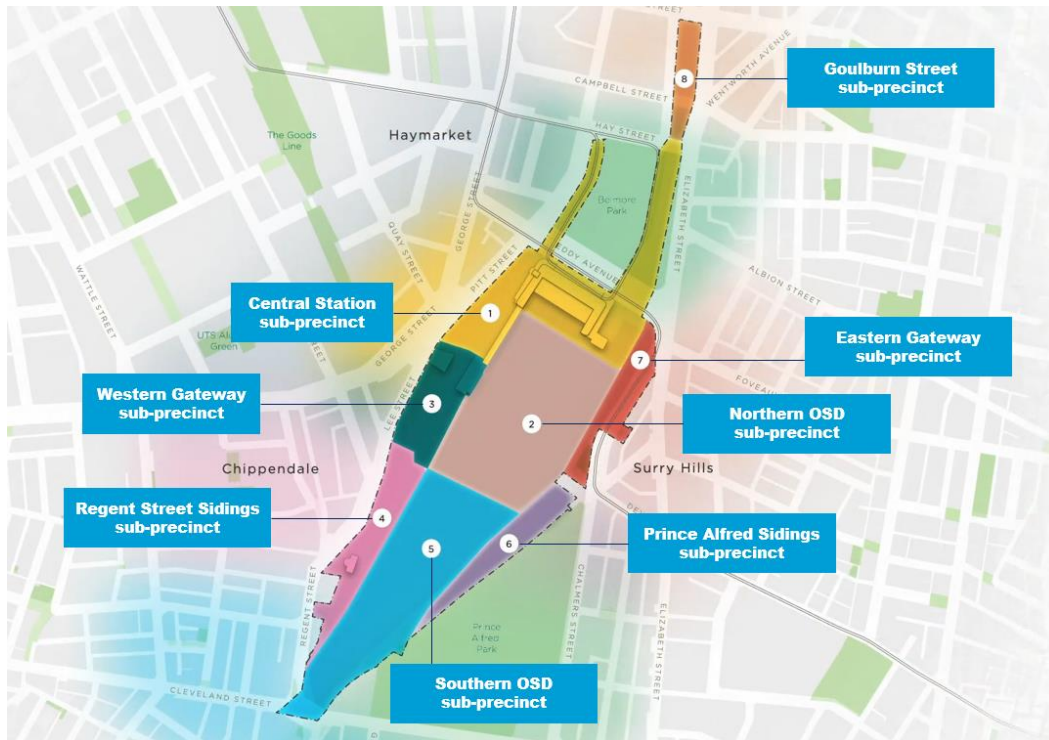 Goulburn Street
sub-precinct
8
CAMPBELL STREET
WENTWORTH AVENUE
HAY STREET
The Goods
Line
Haymarket
Belmore
Park
ELIZABETH STREET
GEORGE STREET
QUAY STREET
PITT STREET
EDDY AVENUE
ALBION STREET
WATTLE STREET
Central Station
sub-precinct
1
GEORGE STREET
Green
Eastern Gateway
sub-precinct
7
Western Gateway
sub-precinct
LEE STREET
3
2
Northern OSD
sub-precinct
Chippendale
Surry Hills
Regent Street Sidings
sub-precinct
4
5
6
Prince Alfred Sidings
sub-precinct
REGENT STREET
CHALMERS STREET
ELIZABETH STREET
Prince
Alfred
Park
Southern OSD
sub-precinct
CLEVELAND STREET